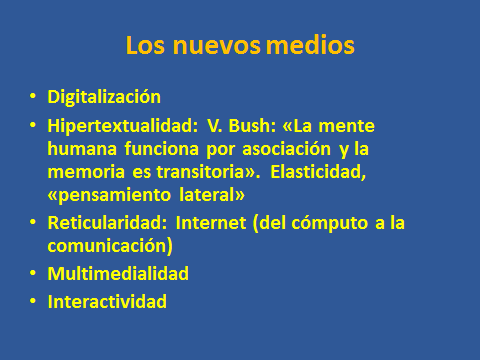 Los nuevos medios
• Digitalización
• Hipertextualidad: V. Bush: «La mente
humana funciona por asociación y la
memoria es transitoria». Elasticidad,
«pensamiento lateral»
• Reticularidad: Internet (del cómputo a la
comunicación)
• Multimedialidad
• Interactividad